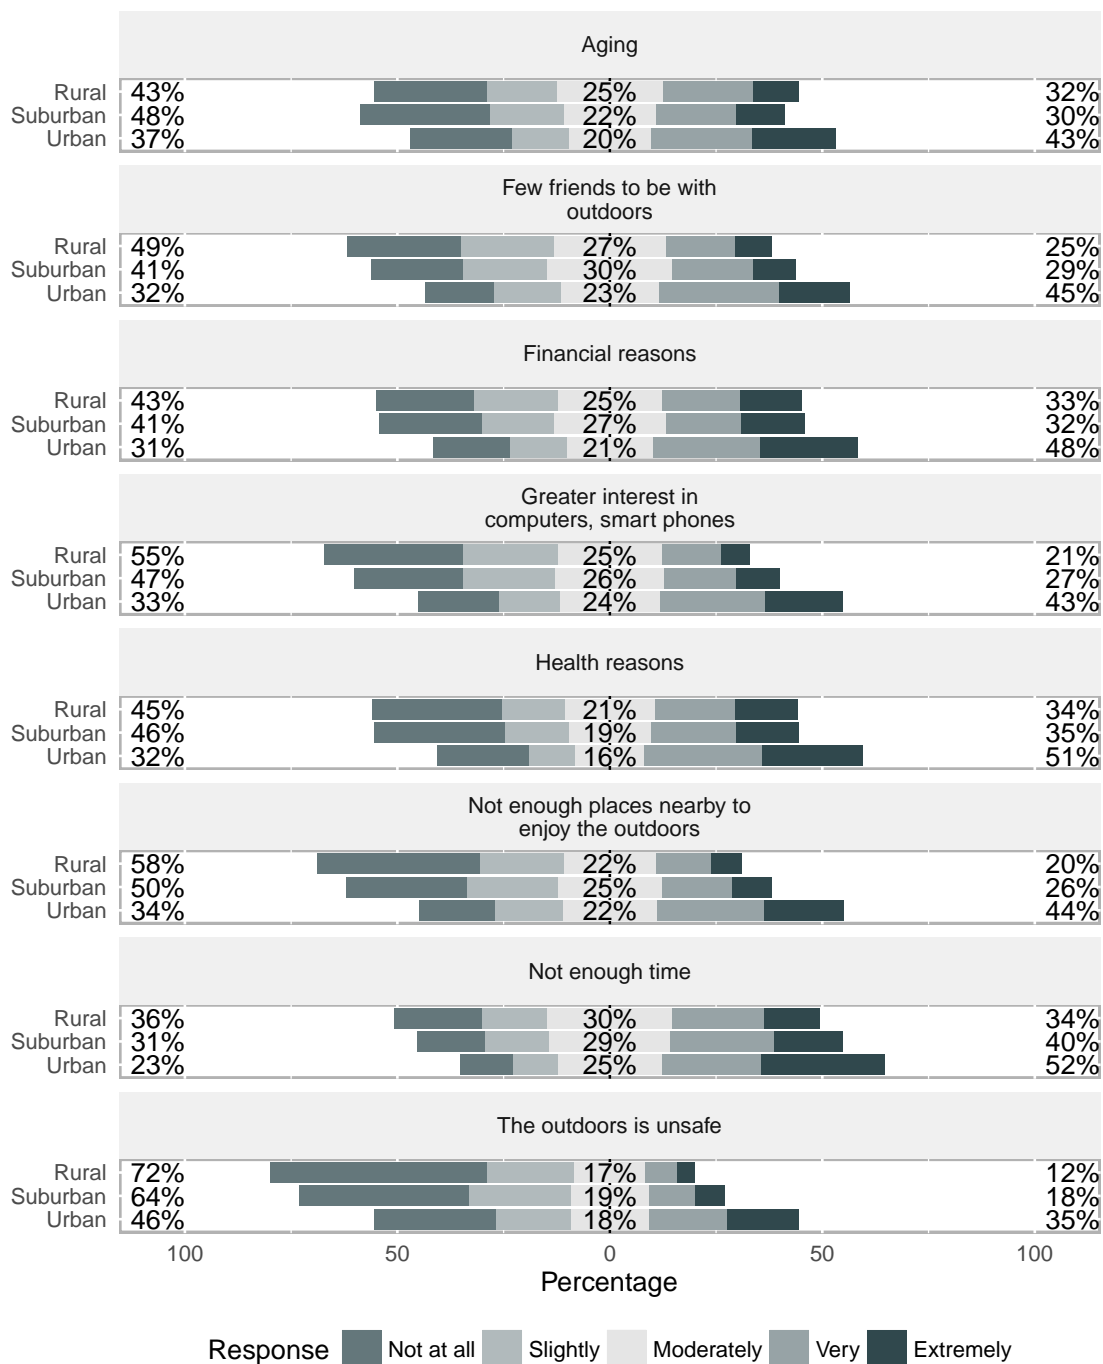 Aging
Rural 43% 25% 32%
Suburban 48% 22% 30%
Urban 37% 20% 43%
Few friends to be with
outdoors
Rural 49% 27% 25%
Suburban 41% 30% 29%
Urban 32% 23% 45%
Financial reasons
Rural 43% 25% 33%
Suburban 41% 27% 32%
Urban 31% 21% 48%
Greater interest in
computers, smart phones
Rural 55% 25% 21%
Suburban 47% 26% 27%
Urban 33% 24% 43%
Health reasons
Rural 45% 21% 34%
Suburban 46% 19% 35%
Urban 32% 16% 51%
Not enough places nearby to
enjoy the outdoors
Rural 58% 22% 20%
Suburban 50% 25% 26%
Urban 34% 22% 44%
Not enough time
Rural 36% 30% 34%
Suburban 31% 29% 40%
Urban 23% 25% 52%
The outdoors is unsafe
Rural 72% 17% 12%
Suburban 64% 19% 18%
Urban 46% 18% 35%
100 50 0 50 100
Percentage
Response Not at all Slightly Moderately Very Extremely